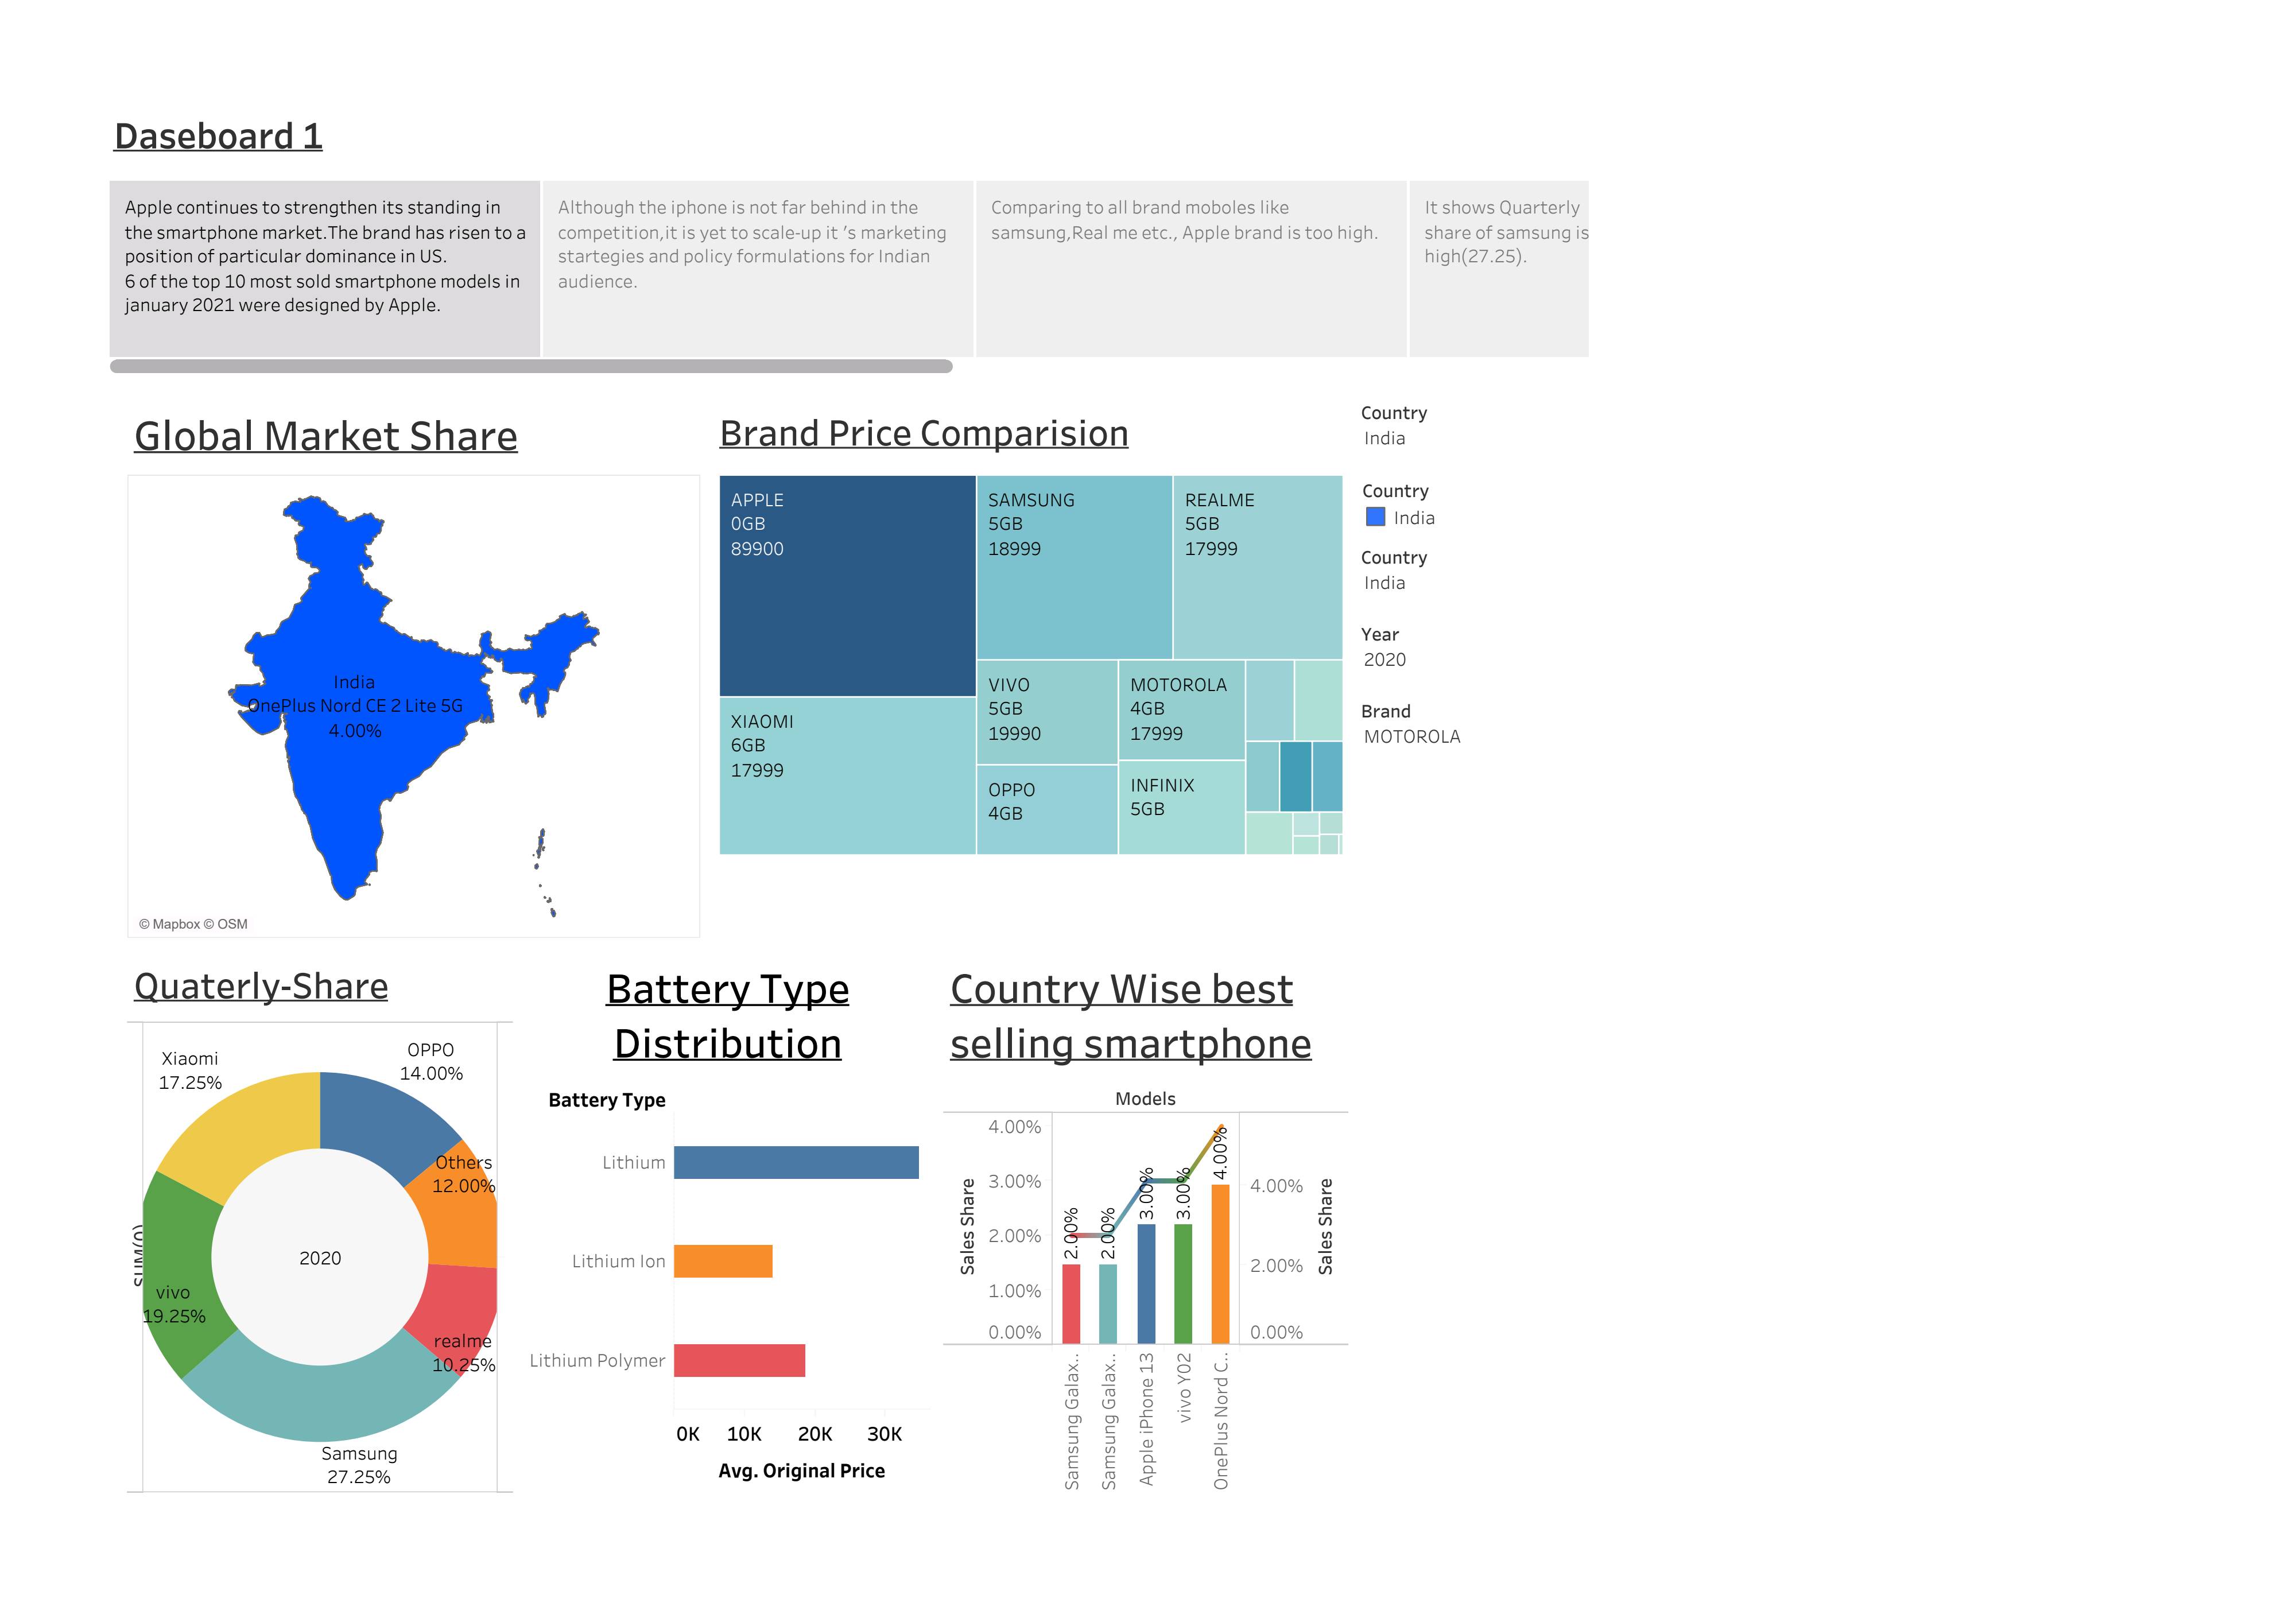 Daseboard 1
Apple continues to strengthen its standing in
the smartphone market.The brand has risen to a
position of particular dominance in US.
6 of the top 10 most sold smartphone models in
january 2021 were designed by Apple.
Although the iphone is not far behind in the
competition,it is yet to scale-up it ’s marketing
startegies and policy formulations for Indian
audience.
Comparing to all brand moboles like
samsung,Real me etc., Apple brand is too high.
It shows Quarterly
share of samsung is
high(27.25).
Global Market Share
India
OnePlus Nord CE 2 Lite 5G
4.00%
© Mapbox © OSM
Brand Price Comparision
APPLE
0GB
89900
SAMSUNG
5GB
18999
REALME
5GB
17999
XIAOMI
6GB
17999
VIVO
5GB
19990
MOTOROLA
4GB
17999
OPPO
4GB
INFINIX
5GB
Country
India
Country
India
Country
India
Year
2020
Brand
MOTOROLA
Quaterly-Share
Xiaomi
17.25%
OPPO
14.00%
Others
12.00%
2020
vivo
19.25%
realme
10.25%
Samsung
27.25%
Battery Type
Distribution
Battery Type
Lithium
Lithium Ion
Lithium Polymer
0K 10K 20K 30K
Avg. Original Price
Country Wise best
selling smartphone
Models
Sales Share
4.00%
3.00%
2.00%
1.00%
0.00%
2.00%
2.00%
3.00%
3.00%
4.00%
4.00%
2.00%
0.00%
Sales Share
Samsung Galax..
Samsung Galax..
Apple iPhone 13
vivo Y02
OnePlus Nord C..